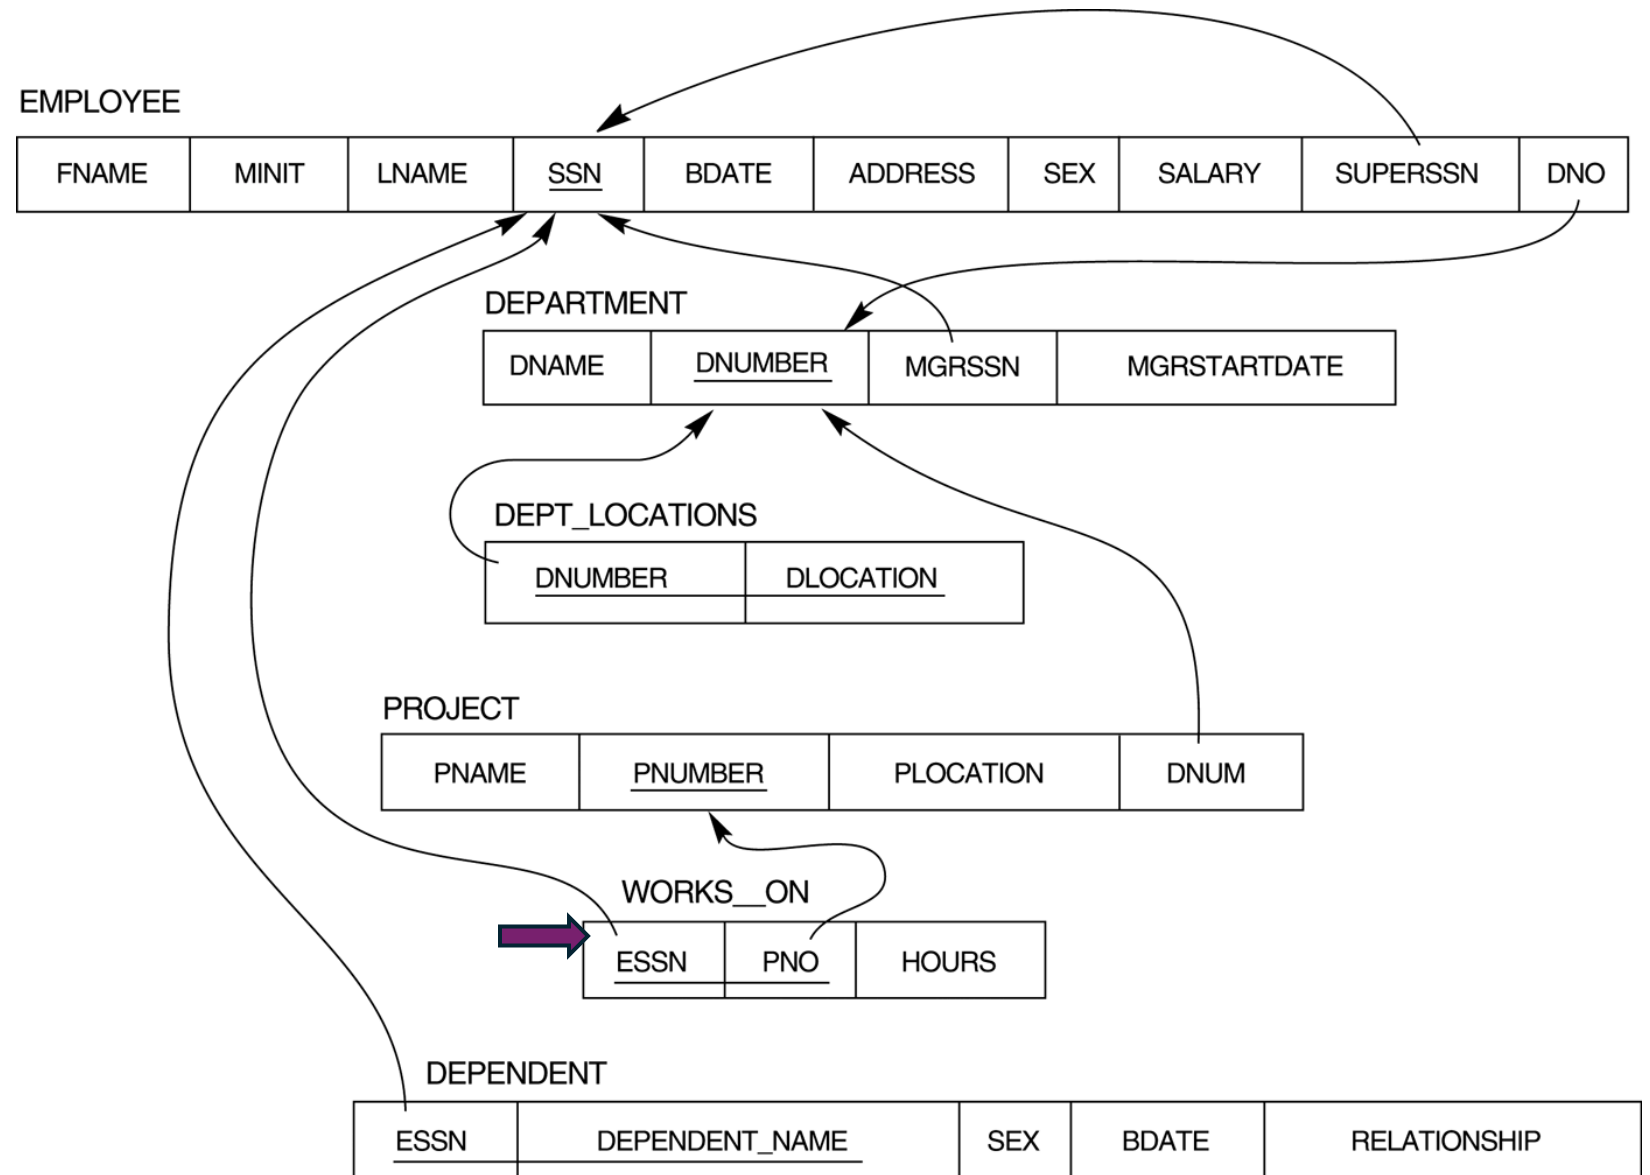 EMPLOYEE
FNAME MINIT LNAME SSN BDATE ADDRESS SEX SALARY SUPERSSN DNO
DEPARTMENT
DNAME DNUMBER MGRSSN MGRSTARTDATE
DEPT_LOCATIONS
DNUMBER DLOCATION
PROJECT
PNAME PNUMBER PLOCATION DNUM
WORKS__ON
ESSN PNO HOURS
DEPENDENT
ESSN DEPENDENT_NAME SEX BDATE RELATIONSHIP